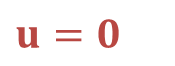 u = 0